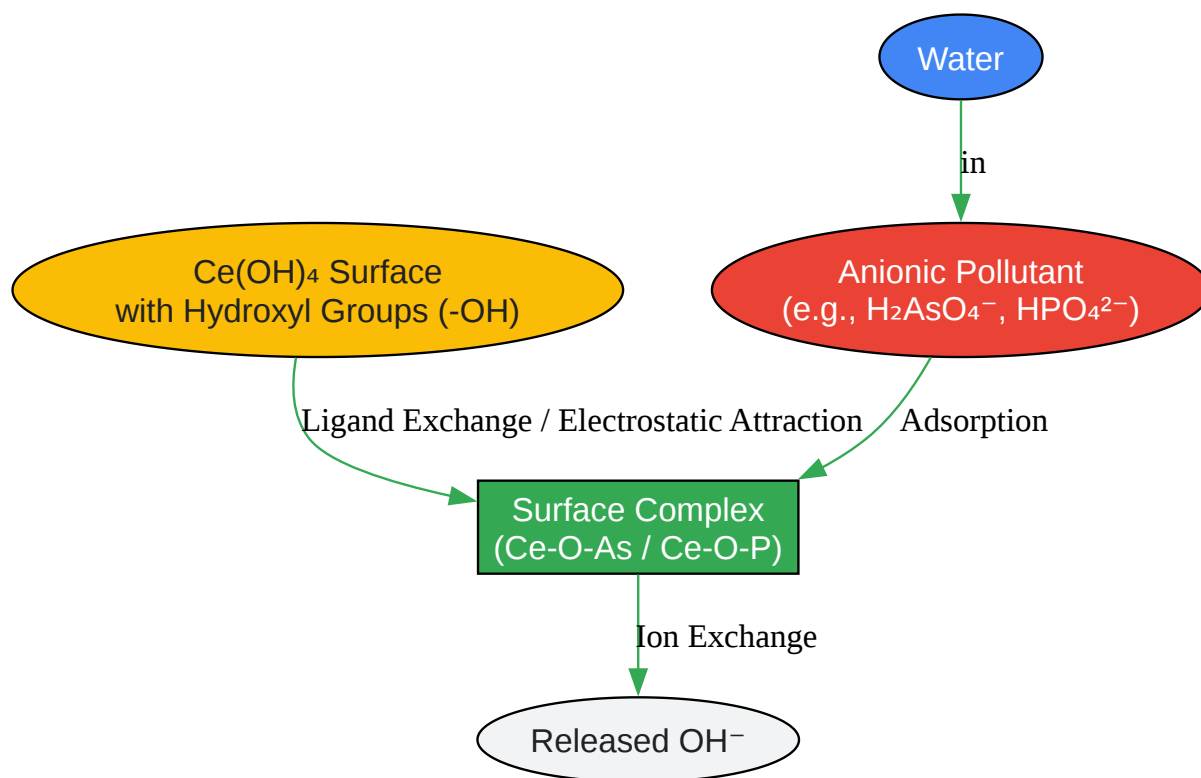 Water
in
Ce(OH)₄ Surface
with Hydroxyl Groups (-OH)
Anionic Pollutant
(e.g., H₂AsO₄⁻, HPO₄²⁻)
Ligand Exchange / Electrostatic Attraction
Adsorption
Surface Complex
(Ce-O-As / Ce-O-P)
Ion Exchange
Released OH⁻